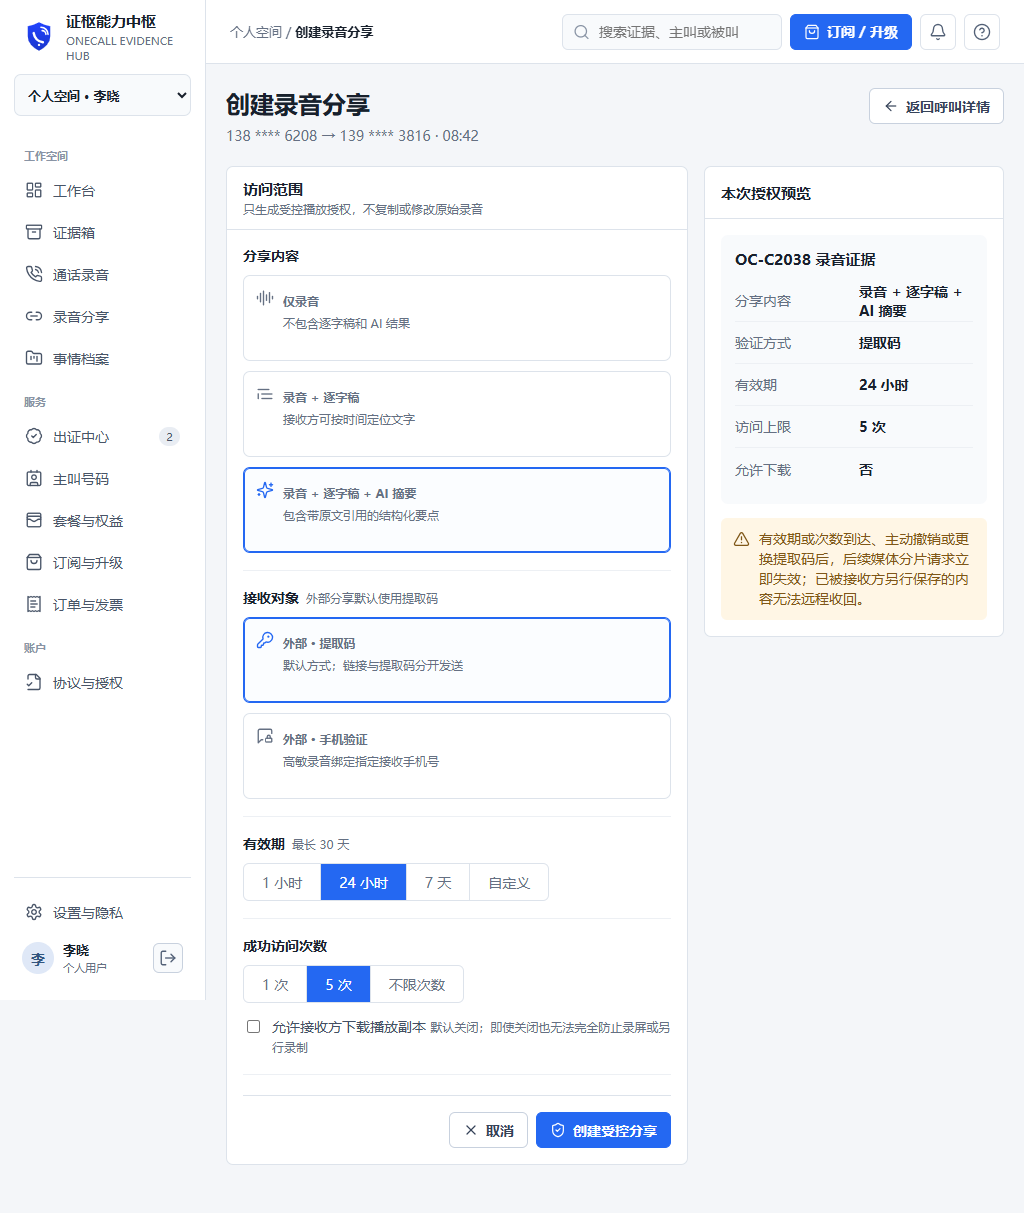 证枢能力中枢
ONECALL EVIDENCE
HUB
个人空间 • 李晓
工作空间
工作台
证据箱
通话录音
录音分享
事情档案
服务
出证中心 2
主叫号码
套餐与权益
订阅与升级
订单与发票
账户
协议与授权
设置与隐私
李
李晓
个人用户
个人空间 / 创建录音分享
搜索证据、主叫或被叫
订阅 / 升级
创建录音分享
138 **** 6208 → 139 **** 3816 · 08:42
返回呼叫详情
访问范围
只生成受控播放授权，不复制或修改原始录音
分享内容
仅录音
不包含逐字稿和 AI 结果
录音 + 逐字稿
接收方可按时间定位文字
录音 + 逐字稿 + AI 摘要
包含带原文引用的结构化要点
接收对象 外部分享默认使用提取码
外部 • 提取码
默认方式；链接与提取码分开发送
外部 • 手机验证
高敏录音绑定指定接收手机号
有效期 最长 30 天
1 小时 24 小时 7 天 自定义
成功访问次数
1 次 5 次 不限次数
允许接收方下载播放副本 默认关闭；即使关闭也无法完全防止录屏或另
行录制
取消 创建受控分享
本次授权预览
OC-C2038 录音证据
分享内容 录音 + 逐字稿 +
AI 摘要
验证方式 提取码
有效期 24 小时
访问上限 5 次
允许下载 否
有效期或次数到达、主动撤销或更
换提取码后，后续媒体分片请求立
即失效；已被接收方另行保存的内
容无法远程收回。